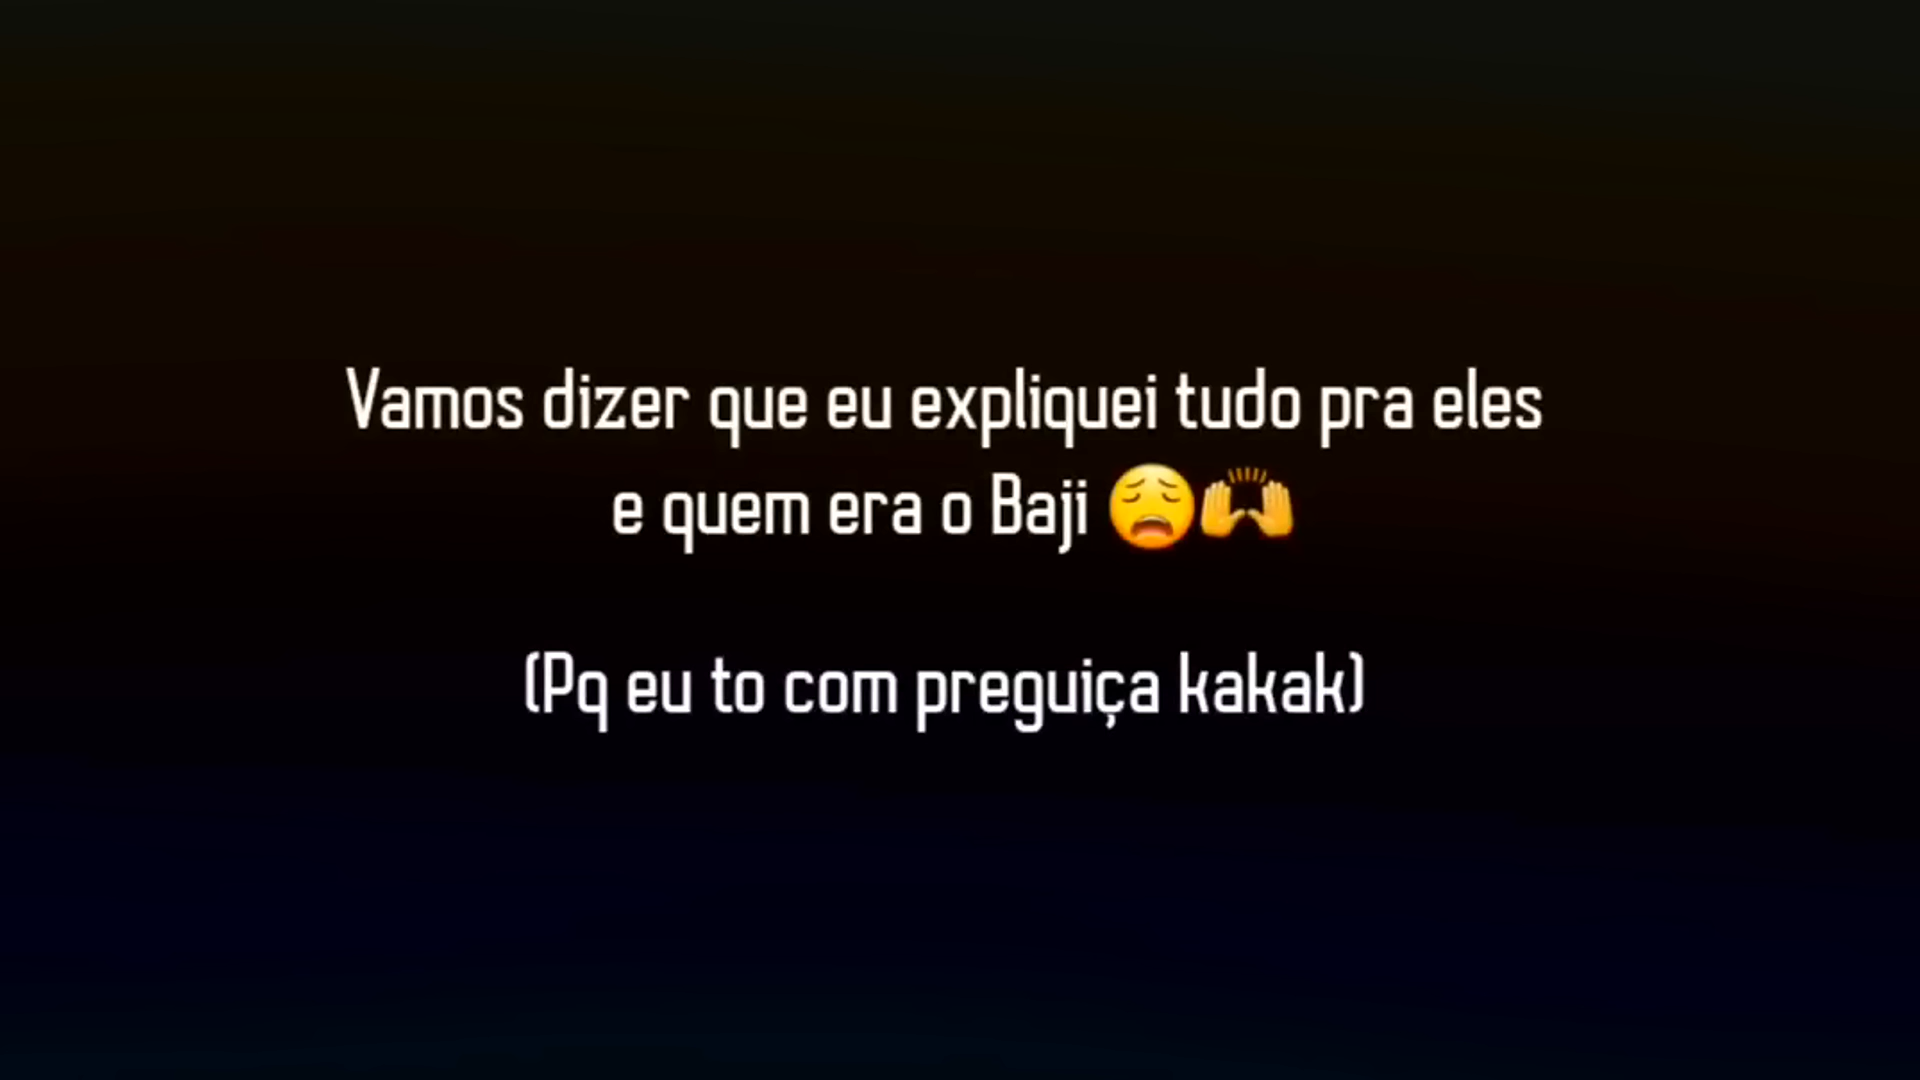 Vamos dizer que eu expliquei tudo pra eles
e quem era o Baji 😩🙌
(Pq eu to com preguiça kakak)